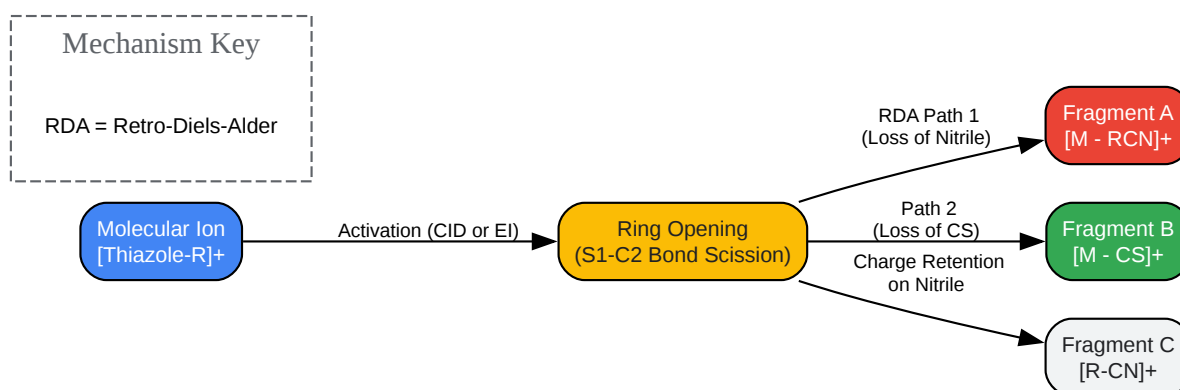 Mechanism Key
RDA = Retro-Diels-Alder
Molecular Ion
[Thiazole-R]+
Activation (CID or EI)
Ring Opening
(S1-C2 Bond Scission)
RDA Path 1
(Loss of Nitrile)
Fragment A
[M - RCN]+
Path 2
(Loss of CS)
Fragment B
[M - CS]+
Charge Retention
on Nitrile
Fragment C
[R-CN]+